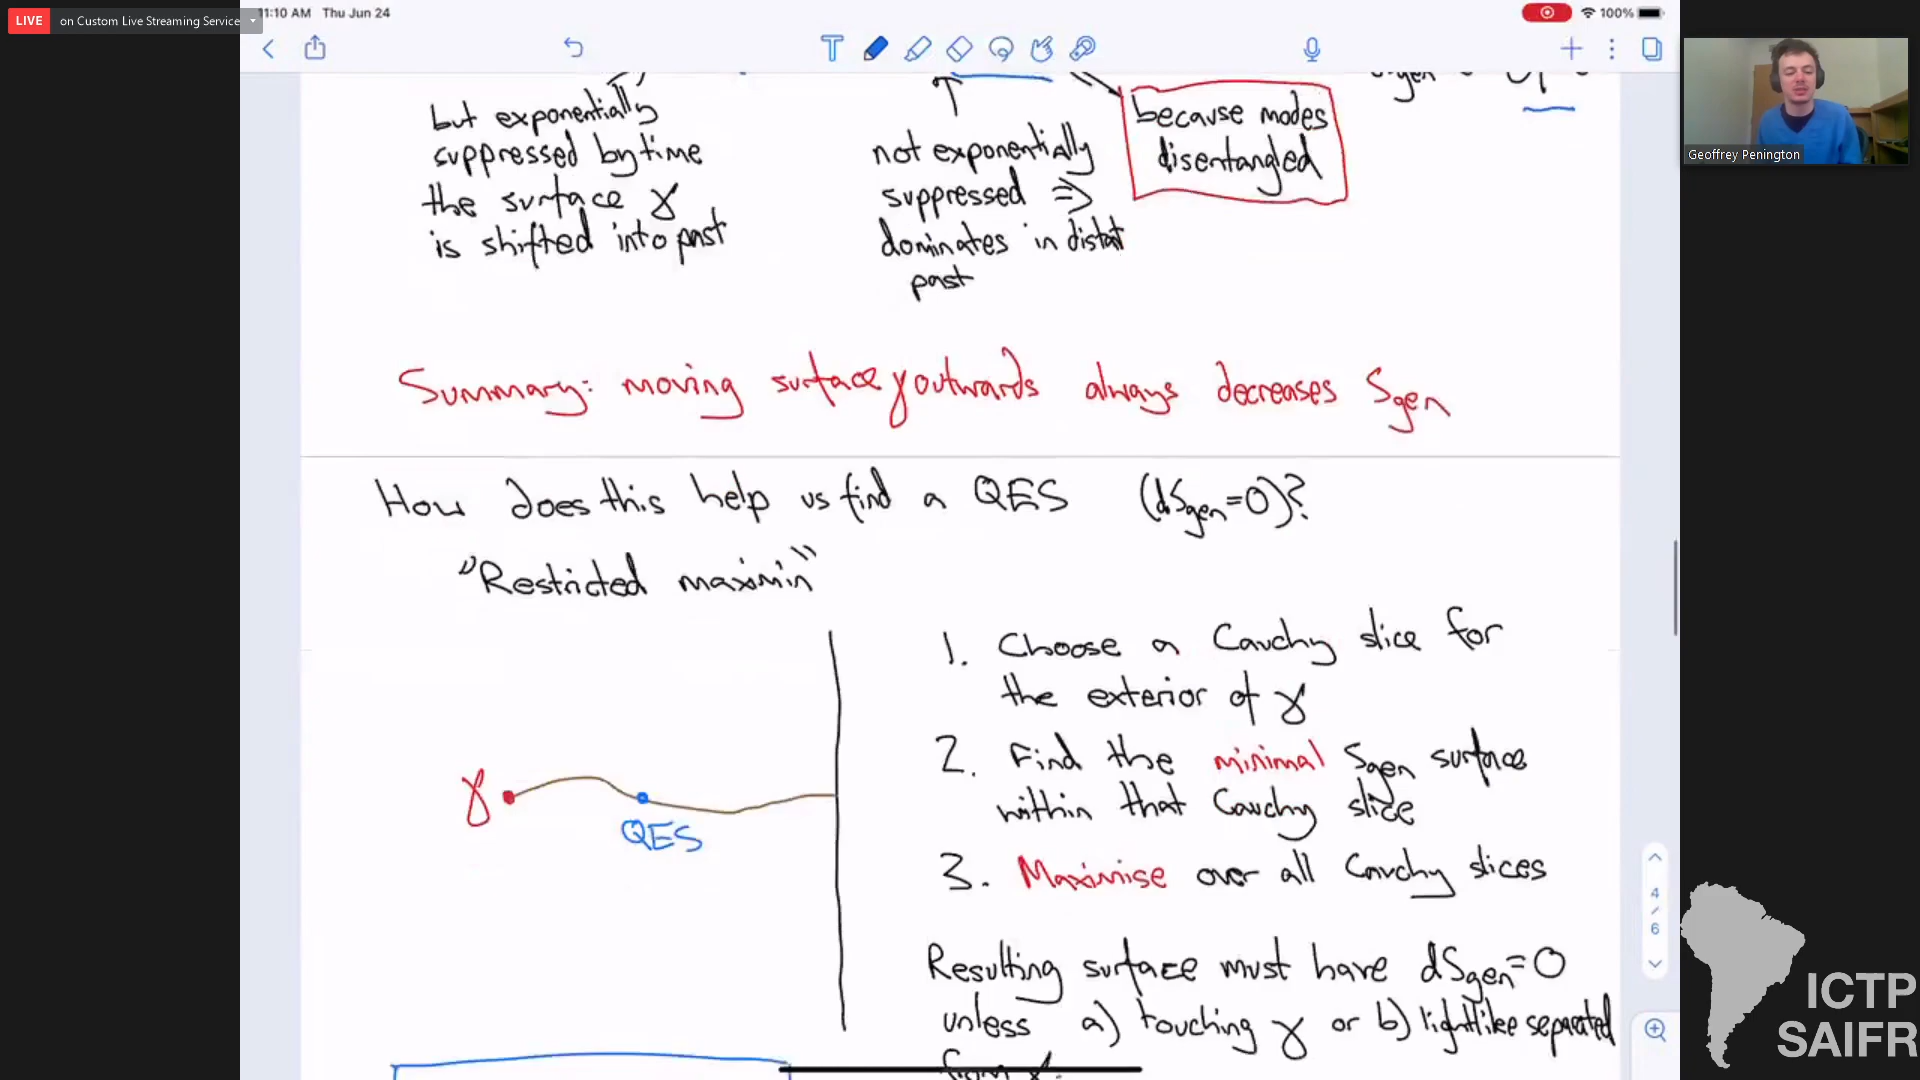 LIVE on Custom Live Streaming Service
11:10 AM Thu Jun 24
100%
Geoffrey Penington
but exponentially
suppressed by time
the surface γ
is shifted into past
not exponentially
suppressed ⇒
dominates in distant
past
because modes
disentangled
Summary: moving surface γ outwards always decreases Sgen
How does this help us find a QES (dSgen=0)?
"Restricted maximin"
γ
QES
1. Choose a Cauchy slice for
the exterior of γ
2. Find the minimal Sgen surface
within that Cauchy slice
3. Maximise over all Cauchy slices
Resulting surface must have dSgen=0
unless a) touching γ or b) lightlike separated
from γ.
4
/
6
ICTP
SAIFR